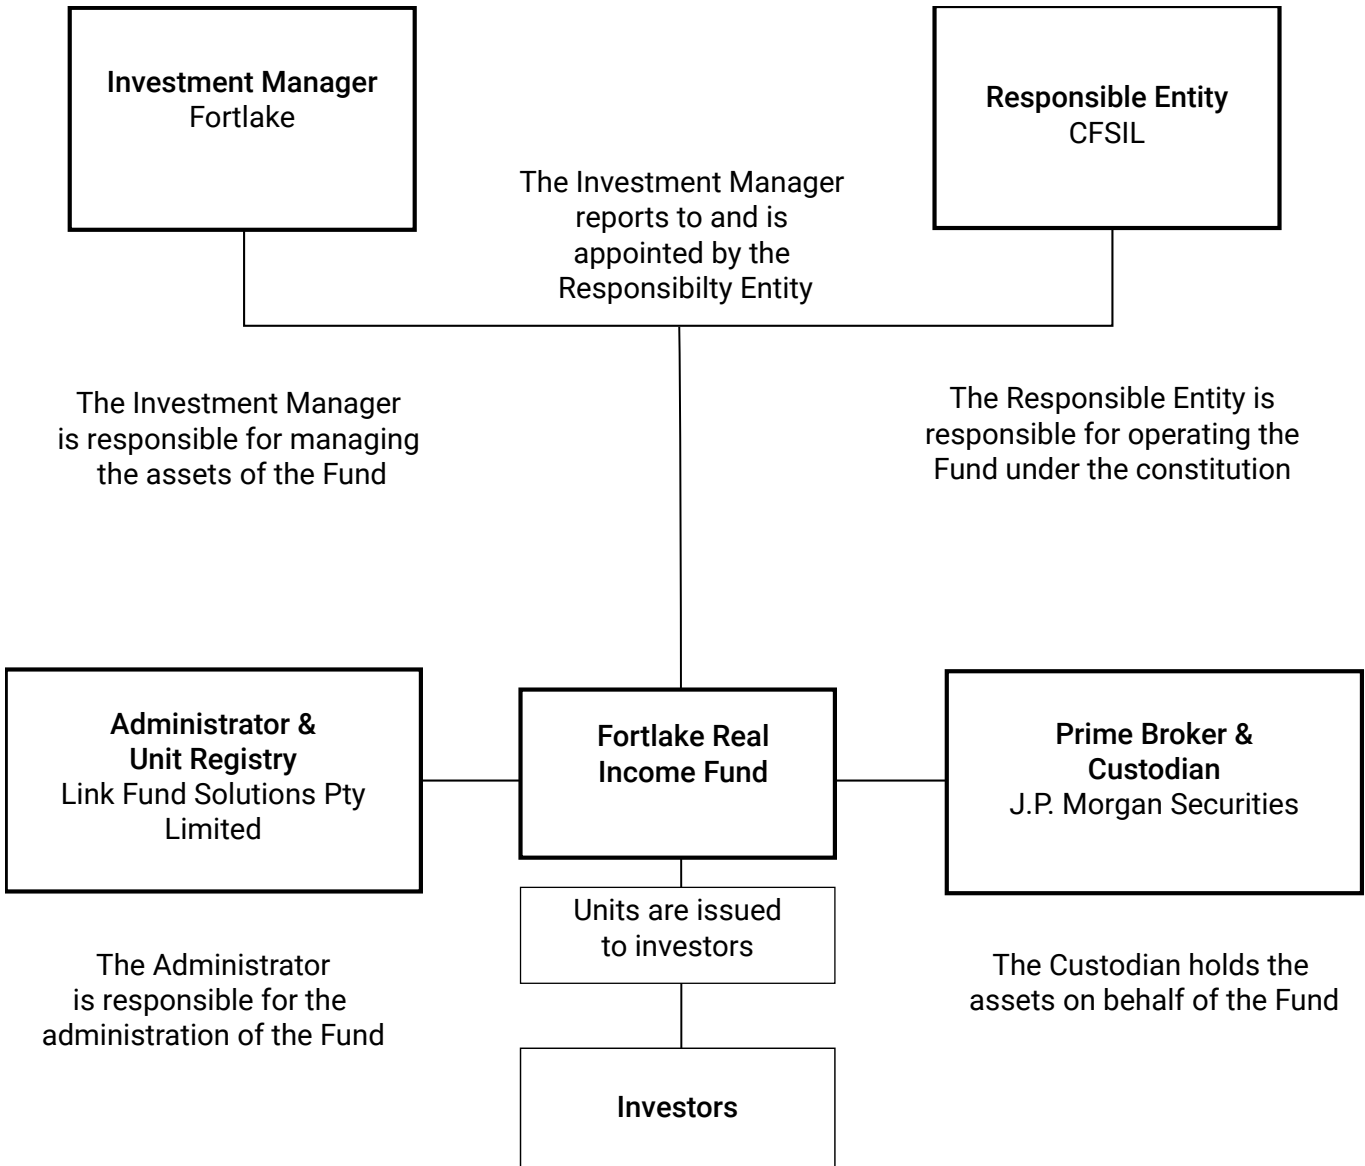 Investment Manager
Fortlake
Responsible Entity
CFSIL
The Investment Manager
reports to and is
appointed by the
Responsibilty Entity
The Investment Manager
is responsible for managing
the assets of the Fund
The Responsible Entity is
responsible for operating the
Fund under the constitution
Administrator &
Unit Registry
Link Fund Solutions Pty
Limited
Fortlake Real
Income Fund
Prime Broker &
Custodian
J.P. Morgan Securities
Units are issued
to investors
The Administrator
is responsible for the
administration of the Fund
The Custodian holds the
assets on behalf of the Fund
Investors